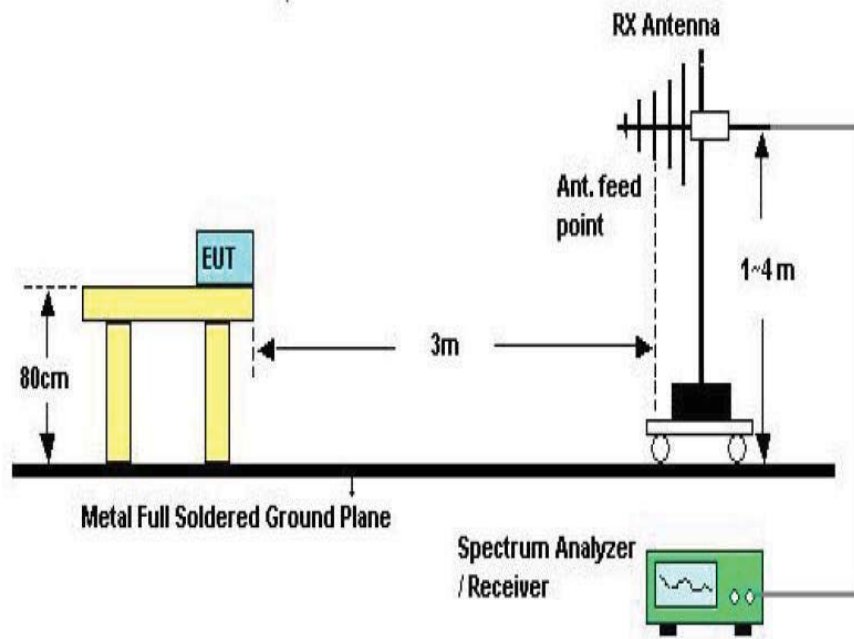 RX Antenna
Ant. feed
point
EUT
1~4 m
3m
80cm
Metal Full Soldered Ground Plane
Spectrum Analyzer
/ Receiver